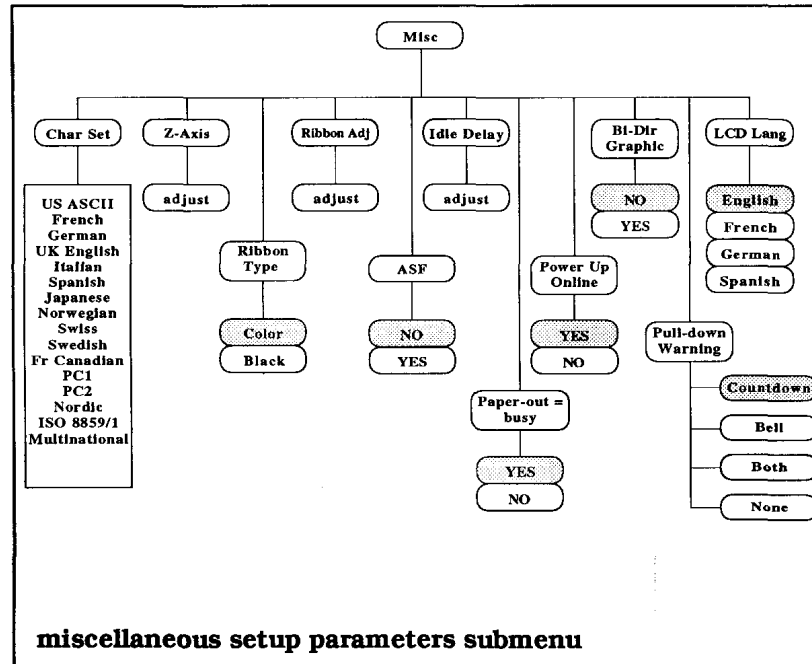 Misc
Char Set
Z-Axis
Ribbon Adj
Idle Delay
Bi-Dir
Graphic
LCD Lang
US ASCII
French
German
UK English
Italian
Spanish
Japanese
Norwegian
Swiss
Swedish
Fr Canadian
PC1
PC2
Nordic
ISO 8859/1
Multinational
adjust
adjust
adjust
NO
YES
English
French
German
Spanish
Ribbon
Type
Color
Black
ASF
NO
YES
Power Up
Online
YES
NO
Pull-down
Warning
Countdown
Bell
Both
None
Paper-out =
busy
YES
NO
miscellaneous setup parameters submenu